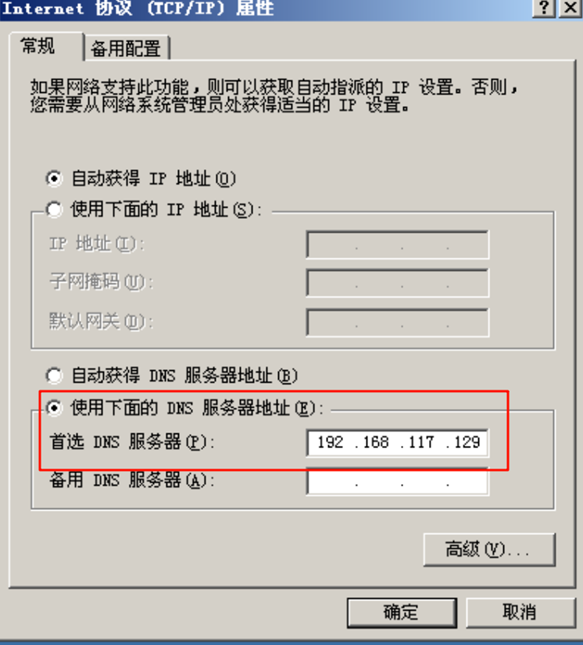 Internet 协议 (TCP/IP) 属性
常规 备用配置
如果网络支持此功能，则可以获取自动指派的 IP 设置。否则，
您需要从网络系统管理员处获得适当的 IP 设置。
自动获得 IP 地址(O)
使用下面的 IP 地址(S):
IP 地址(I):
子网掩码(U):
默认网关(D):
自动获得 DNS 服务器地址(B)
使用下面的 DNS 服务器地址(E):
首选 DNS 服务器(P): 192 .168 .117 .129
备用 DNS 服务器(A):
高级(V)...
确定 取消